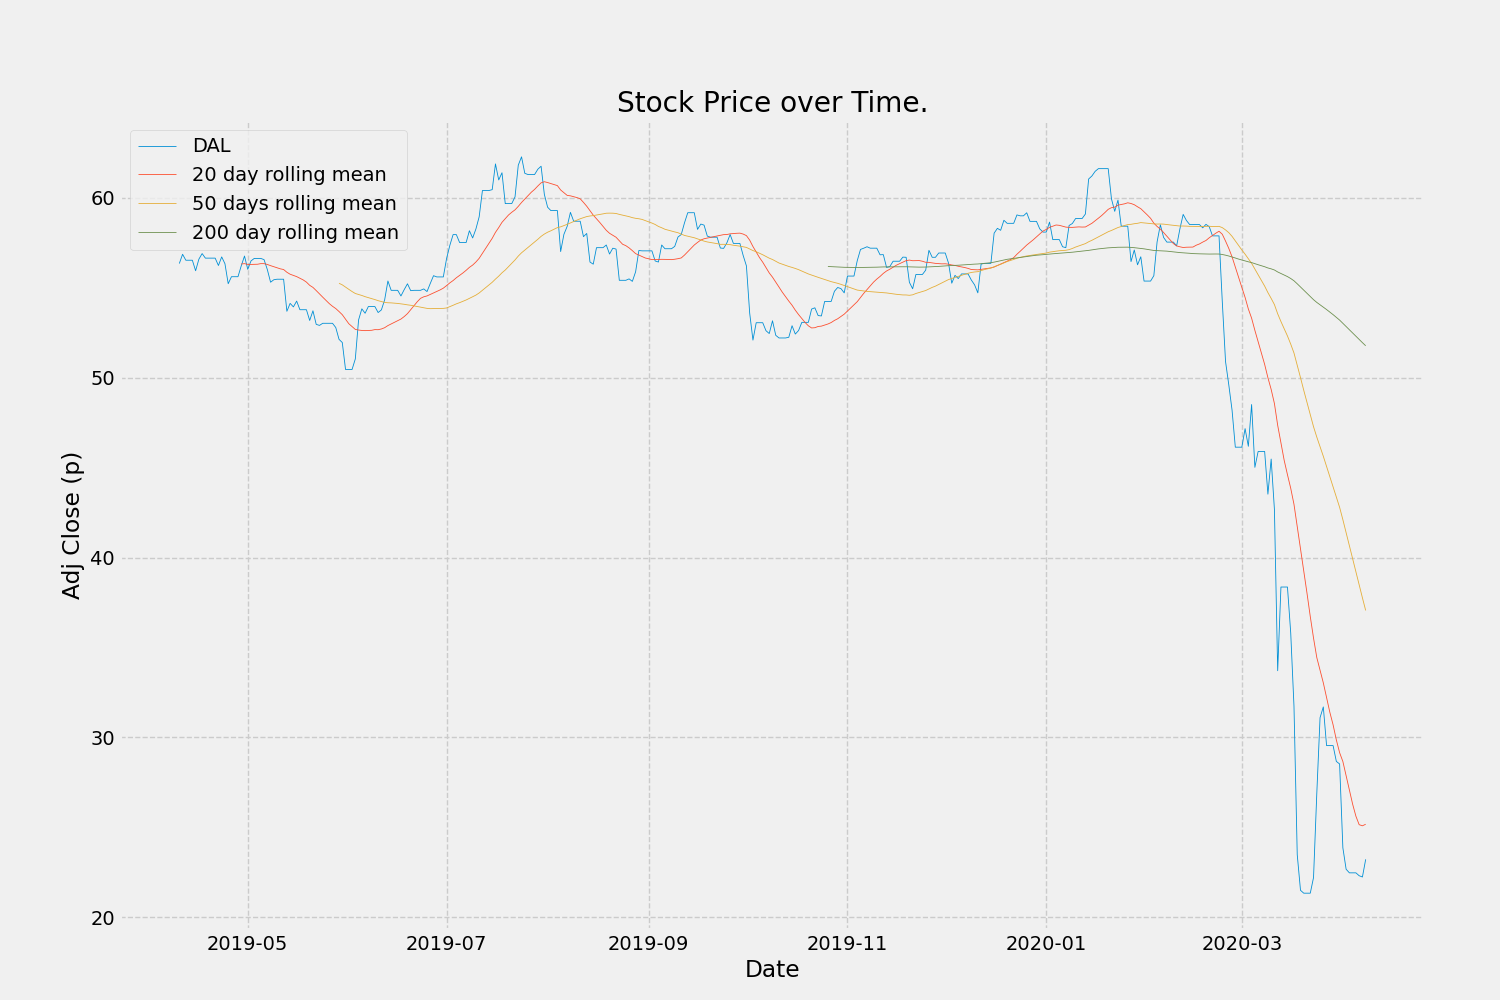 Stock Price over Time.
DAL
20 day rolling mean
50 days rolling mean
200 day rolling mean
Adj Close (p)
60
50
40
30
20
2019-05 2019-07 2019-09 2019-11 2020-01 2020-03
Date